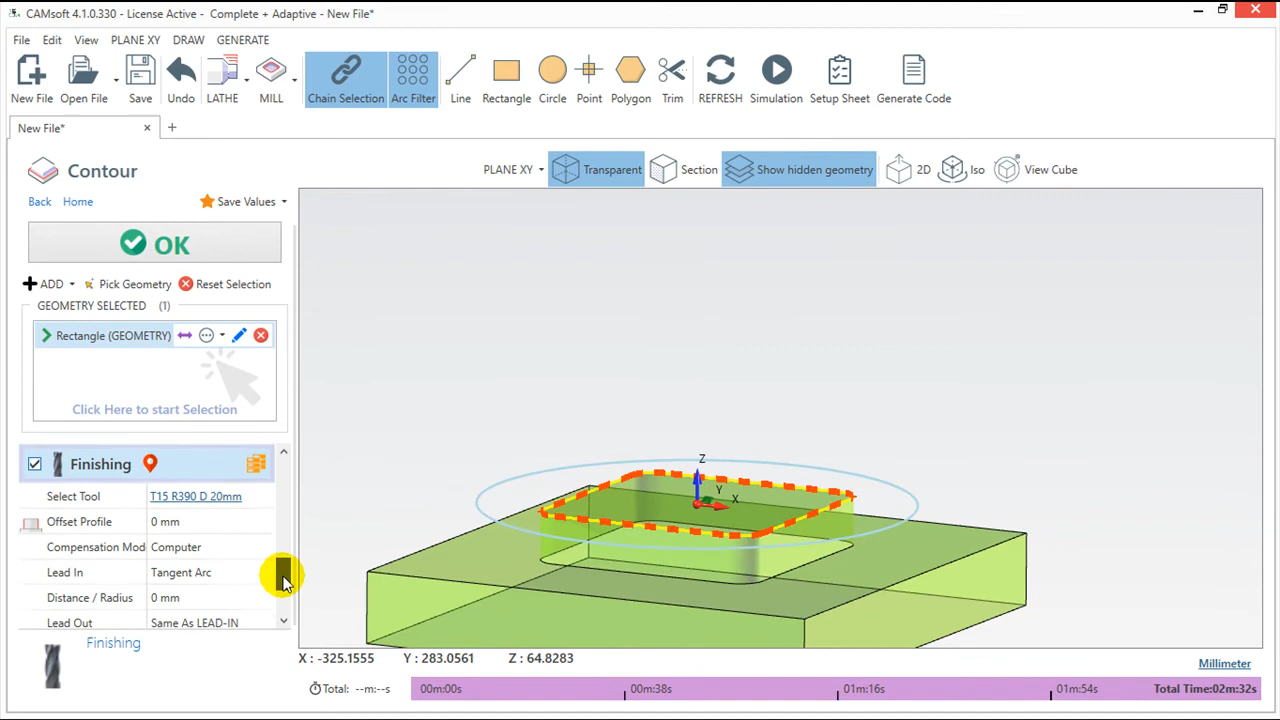 CAMsoft 4.1.0.330 - License Active - Complete + Adaptive - New File*
File Edit View PLANE XY DRAW GENERATE
New File Open File Save Undo LATHE MILL Chain Selection Arc Filter Line Rectangle Circle Point Polygon Trim REFRESH Simulation Setup Sheet Generate Code
New File*
Contour
PLANE XY Transparent Section Show hidden geometry 2D Iso View Cube
Back Home Save Values
OK
ADD Pick Geometry Reset Selection
GEOMETRY SELECTED (1)
Rectangle (GEOMETRY)
Click Here to start Selection
Finishing
Select Tool T15 R390 D 20mm
Offset Profile 0 mm
Compensation Mod Computer
Lead In Tangent Arc
Distance / Radius 0 mm
Lead Out Same As LEAD-IN
Finishing
Z
Y
X
X : -325.1555 Y : 283.0561 Z : 64.8283
Millimeter
Total: --m:--s 00m:00s 00m:38s 01m:16s 01m:54s Total Time:02m:32s